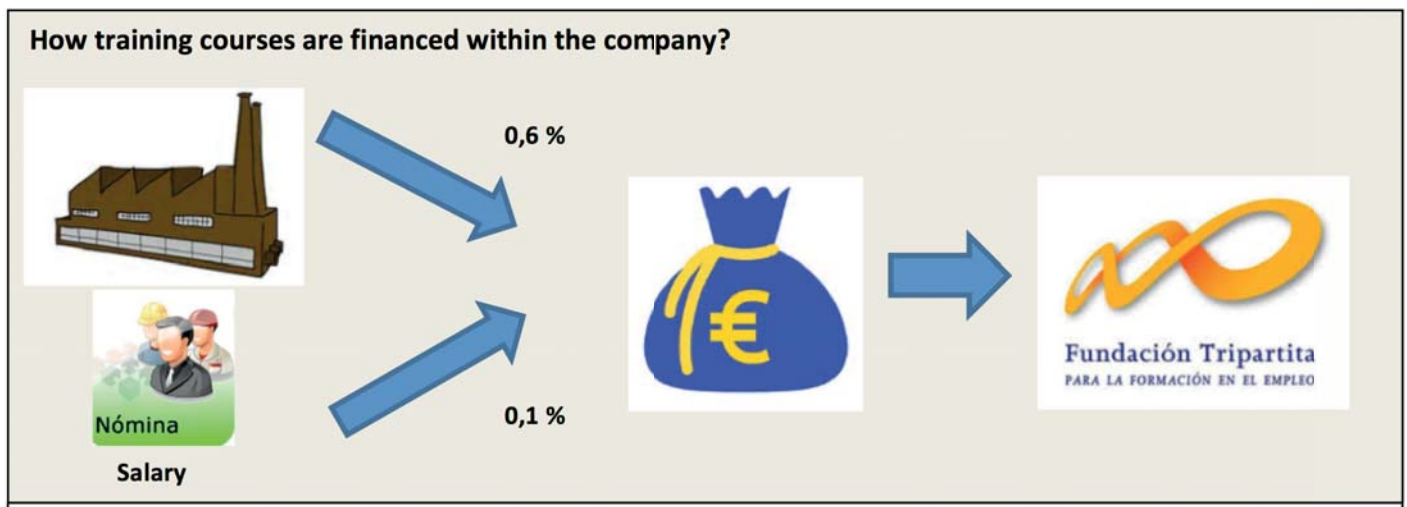 How training courses are financed within the company?
0,6 %
€
Fundación Tripartita
PARA LA FORMACIÓN EN EL EMPLEO
Nómina
0,1 %
Salary